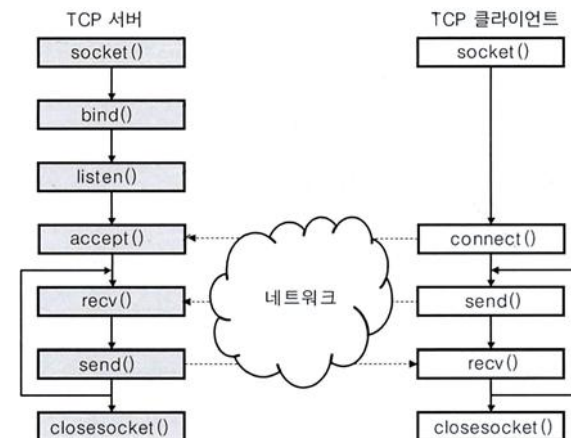 TCP 서버
socket()
bind()
listen()
accept()
recv()
send()
closesocket()
네트워크
TCP 클라이언트
socket()
connect()
send()
recv()
closesocket()